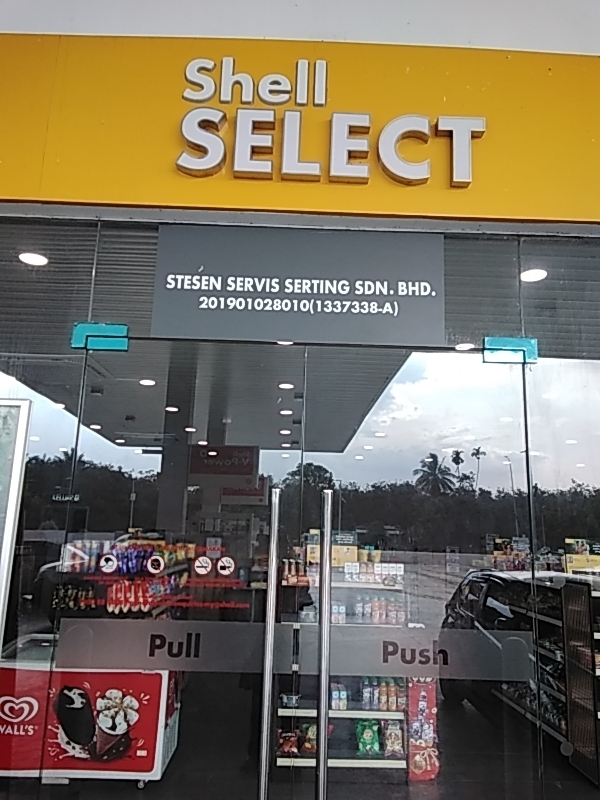 Shell
SELECT
STESEN SERVIS SERTING SDN. BHD.
201901028010(1337338-A)
Pull
Push
WALL'S